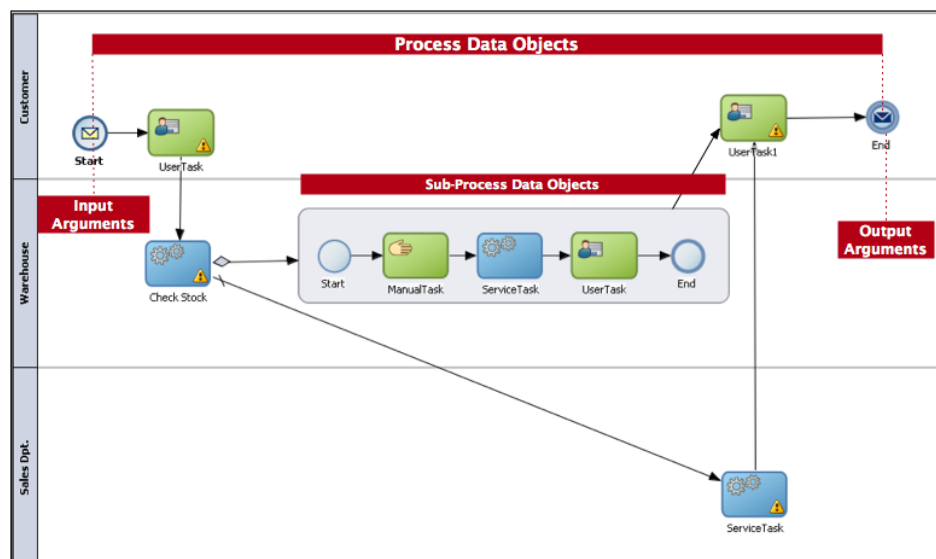 Process Data Objects
Customer
Start
UserTask
UserTask1
End
Sub-Process Data Objects
Input
Arguments
Output
Arguments
Warehouse
Check Stock
Start
ManualTask
ServiceTask
UserTask
End
Sales Dpt.
ServiceTask